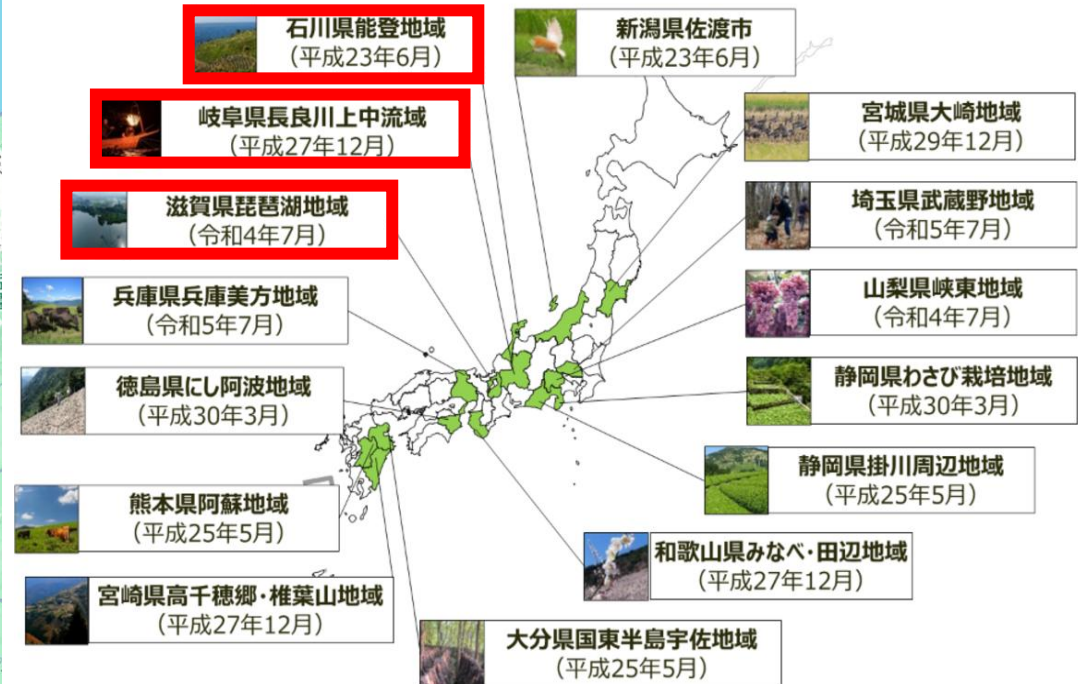 石川県能登地域
(平成23年6月)
新潟県佐渡市
(平成23年6月)
岐阜県長良川上中流域
(平成27年12月)
宮城県大崎地域
(平成29年12月)
滋賀県琵琶湖地域
(令和4年7月)
埼玉県武蔵野地域
(令和5年7月)
兵庫県兵庫美方地域
(令和5年7月)
山梨県峡東地域
(令和4年7月)
徳島県にし阿波地域
(平成30年3月)
静岡県わさび栽培地域
(平成30年3月)
静岡県掛川周辺地域
(平成25年5月)
熊本県阿蘇地域
(平成25年5月)
和歌山県みなべ・田辺地域
(平成27年12月)
宮崎県高千穂郷・椎葉山地域
(平成27年12月)
大分県国東半島宇佐地域
(平成25年5月)